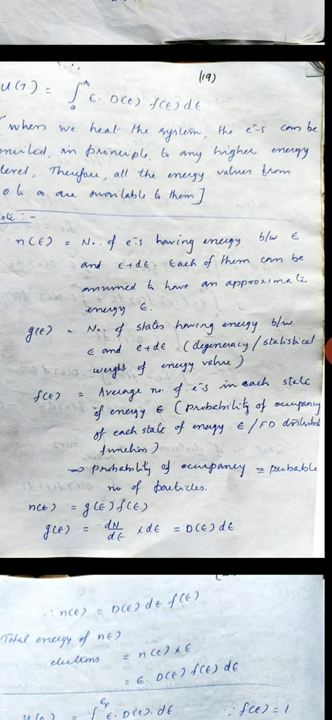 (19)
U(T) = ∫₀^∞ ε. D(ε) f(ε) dε
[when we heat the system, the e⁻s can be
excited, in principle, to any higher energy
level, Therefore, all the energy values from
0 to ∞ are available to them]
Note :-
n(ε) = No. of e⁻s having energy b/w ε
and ε+dε. Each of them can be
assumed to have an approximate
energy ε.
g(ε) = No. of states having energy b/w
ε and ε+dε (degeneracy / statistical
weight of energy value)
f(ε) = Average no of e⁻s in each state
of energy ε (probability of occupancy
of each state of energy ε / FD distribut
function)
⇒ probability of occupancy = probable
no of particles.
n(ε) = g(ε) f(ε)
g(ε) = dN/dε × dε = D(ε) dε
∴ n(ε) = D(ε) dε . f(ε)
Total energy of n(ε)
electrons = n(ε) × ε
= ε. D(ε) f(ε) dε
= ∫ ε. D(ε). dε ∵ f(ε) = 1